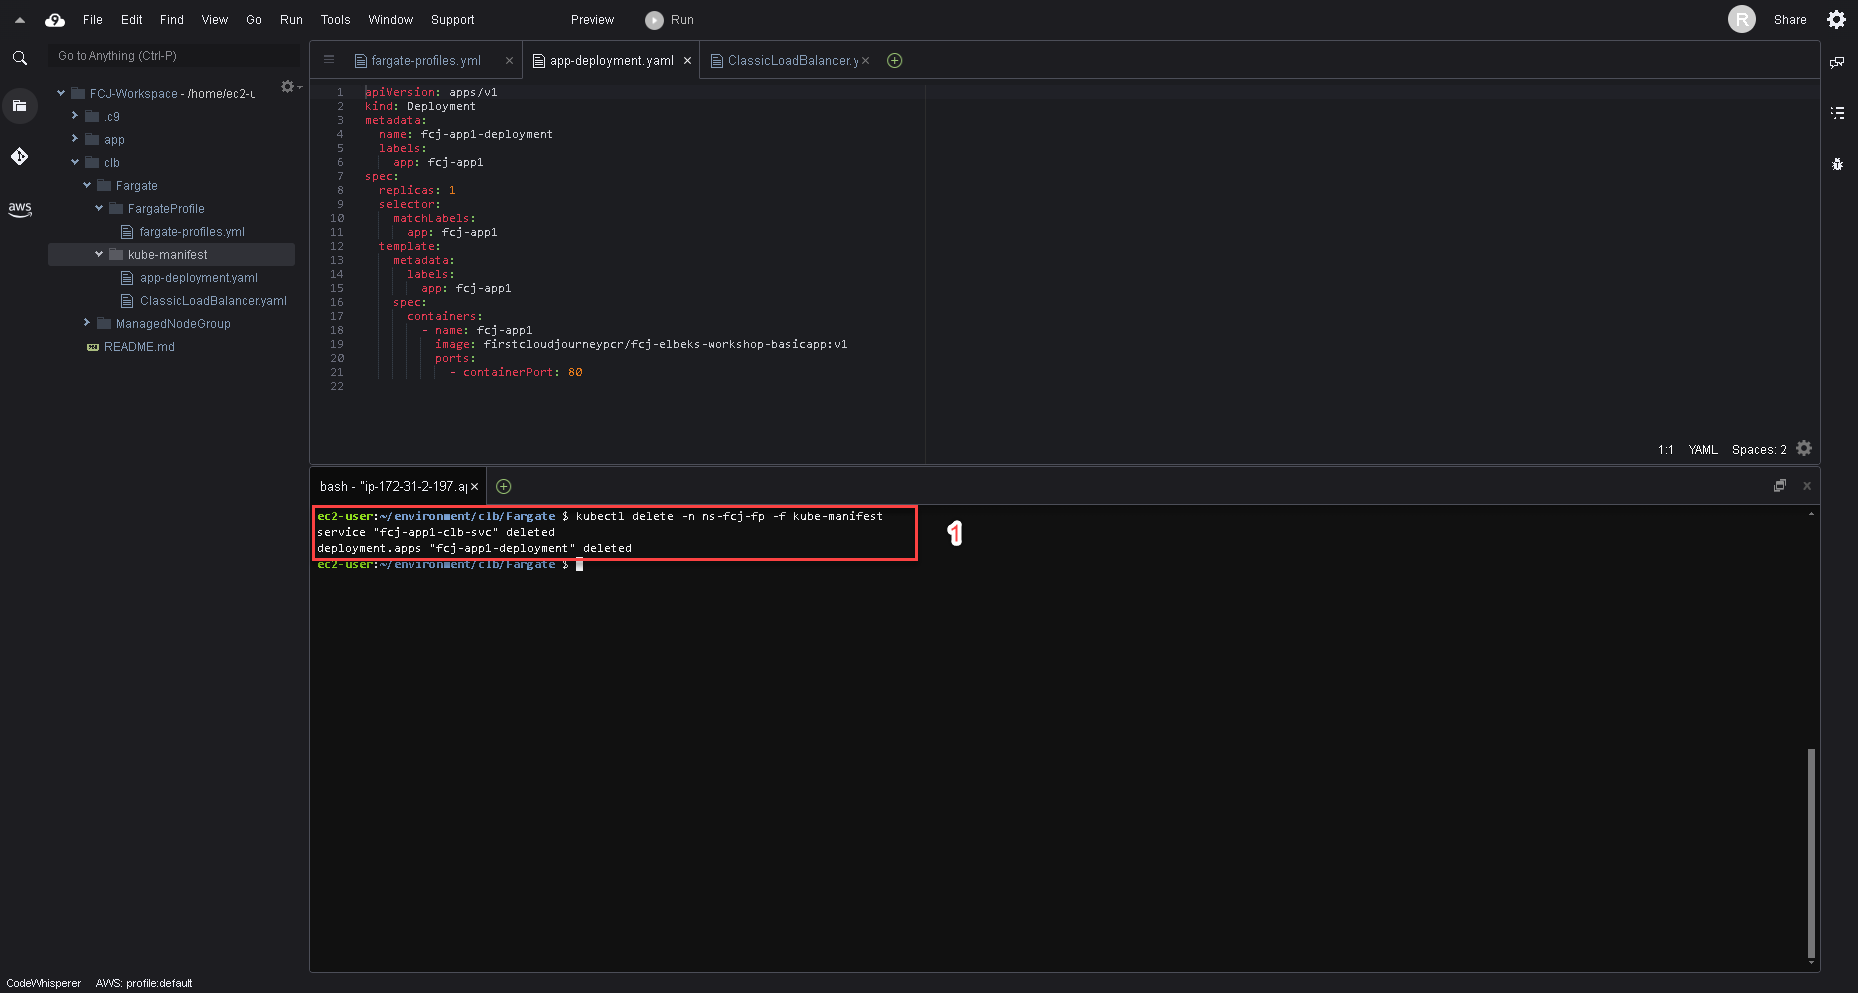 File Edit Find View Go Run Tools Window Support Preview Run R Share
Go to Anything (Ctrl-P)
fargate-profiles.yml
app-deployment.yaml
ClassicLoadBalancer.y
FCJ-Workspace - /home/ec2-u
.c9
app
clb
Fargate
FargateProfile
fargate-profiles.yml
kube-manifest
app-deployment.yaml
ClassicLoadBalancer.yaml
ManagedNodeGroup
README.md
aws
1 apiVersion: apps/v1
2 kind: Deployment
3 metadata:
4 name: fcj-app1-deployment
5 labels:
6 app: fcj-app1
7 spec:
8 replicas: 1
9 selector:
10 matchLabels:
11 app: fcj-app1
12 template:
13 metadata:
14 labels:
15 app: fcj-app1
16 spec:
17 containers:
18 - name: fcj-app1
19 image: firstcloudjourneypcr/fcj-elbeks-workshop-basicapp:v1
20 ports:
21 - containerPort: 80
22
1:1 YAML Spaces: 2
bash - "ip-172-31-2-197.ap
ec2-user:~/environment/clb/Fargate $ kubectl delete -n ns-fcj-fp -f kube-manifest
service "fcj-app1-clb-svc" deleted
deployment.apps "fcj-app1-deployment" deleted
ec2-user:~/environment/clb/Fargate $
1
CodeWhisperer AWS: profile:default